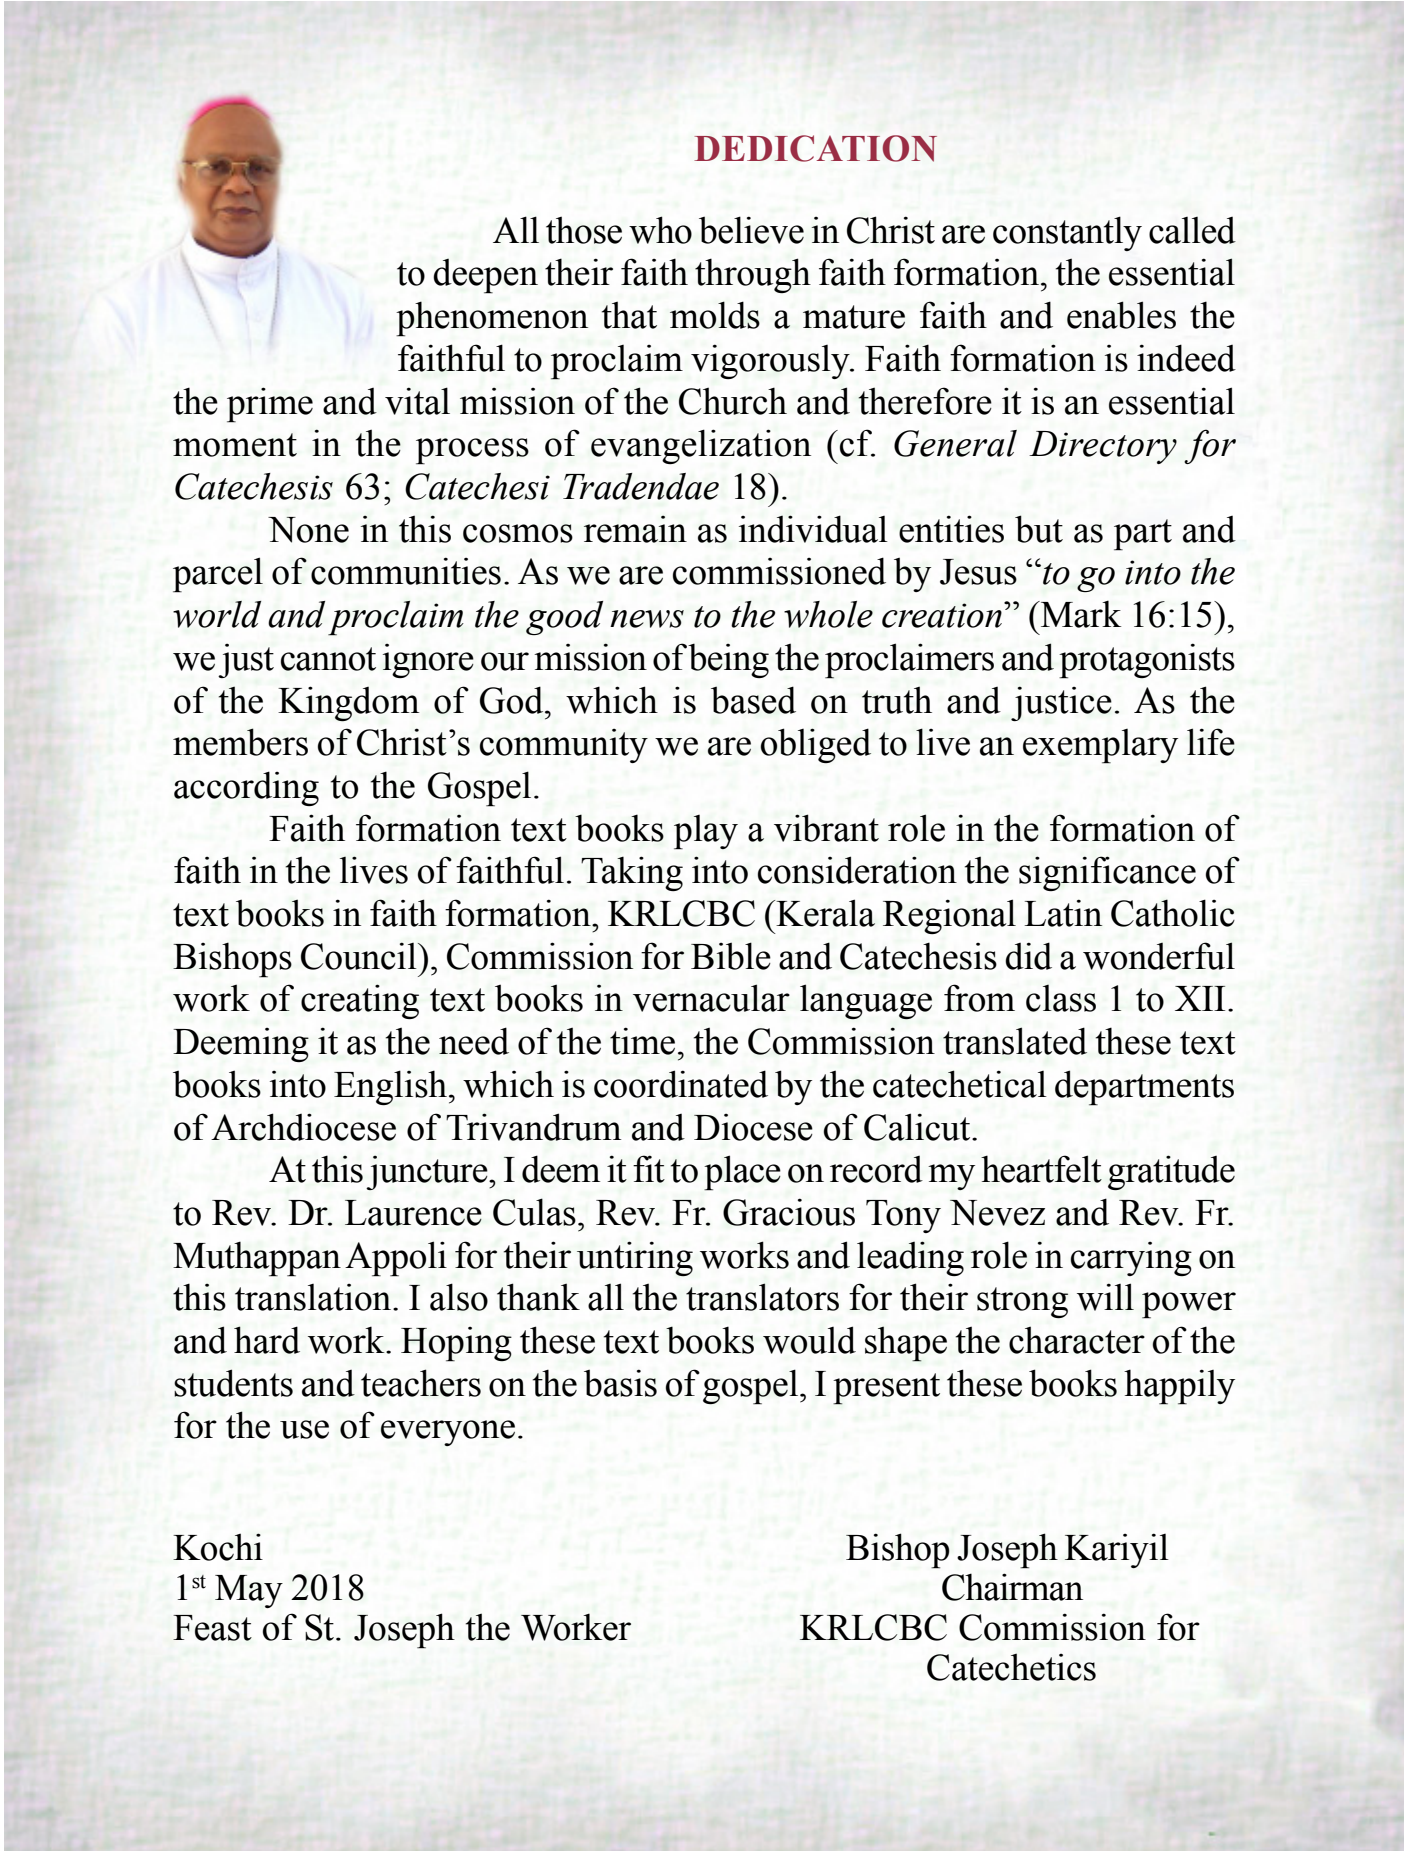 DEDICATION
All those who believe in Christ are constantly called
to deepen their faith through faith formation, the essential
phenomenon that molds a mature faith and enables the
faithful to proclaim vigorously. Faith formation is indeed
the prime and vital mission of the Church and therefore it is an essential
moment in the process of evangelization (cf. General Directory for
Catechesis 63; Catechesi Tradendae 18).
None in this cosmos remain as individual entities but as part and
parcel of communities. As we are commissioned by Jesus “to go into the
world and proclaim the good news to the whole creation” (Mark 16:15),
we just cannot ignore our mission of being the proclaimers and protagonists
of the Kingdom of God, which is based on truth and justice. As the
members of Christ’s community we are obliged to live an exemplary life
according to the Gospel.
Faith formation text books play a vibrant role in the formation of
faith in the lives of faithful. Taking into consideration the significance of
text books in faith formation, KRLCBC (Kerala Regional Latin Catholic
Bishops Council), Commission for Bible and Catechesis did a wonderful
work of creating text books in vernacular language from class 1 to XII.
Deeming it as the need of the time, the Commission translated these text
books into English, which is coordinated by the catechetical departments
of Archdiocese of Trivandrum and Diocese of Calicut.
At this juncture, I deem it fit to place on record my heartfelt gratitude
to Rev. Dr. Laurence Culas, Rev. Fr. Gracious Tony Nevez and Rev. Fr.
Muthappan Appoli for their untiring works and leading role in carrying on
this translation. I also thank all the translators for their strong will power
and hard work. Hoping these text books would shape the character of the
students and teachers on the basis of gospel, I present these books happily
for the use of everyone.
Kochi
1st May 2018
Feast of St. Joseph the Worker
Bishop Joseph Kariyil
Chairman
KRLCBC Commission for
Catechetics